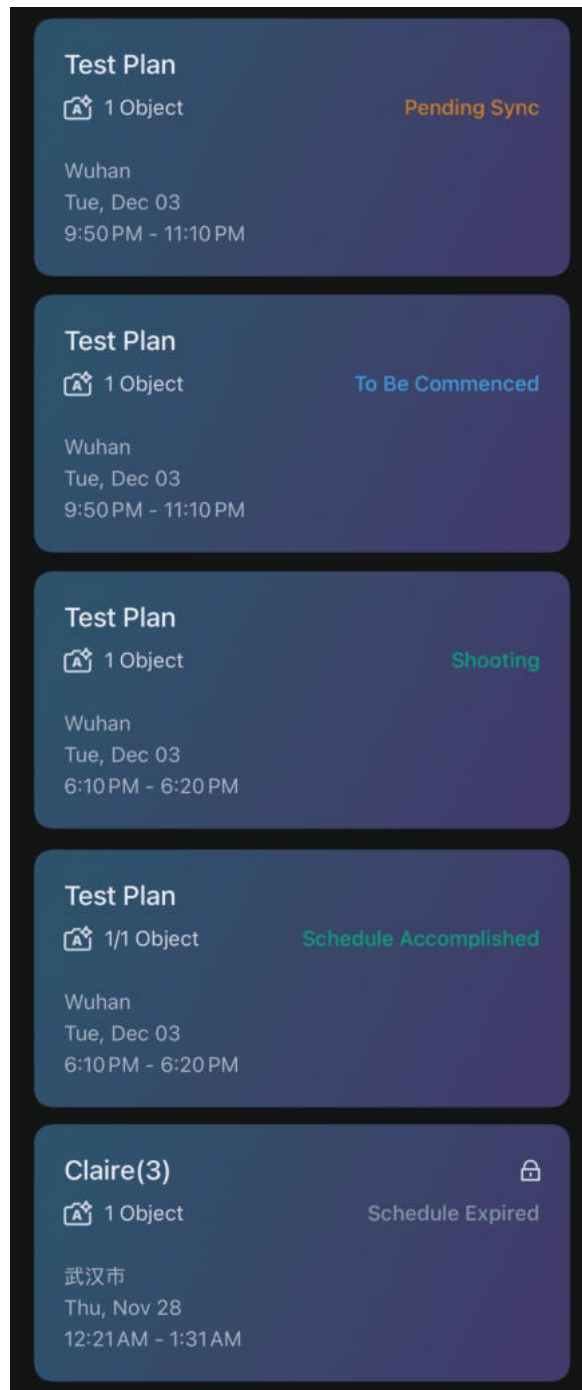 Test Plan
1 Object Pending Sync
Wuhan
Tue, Dec 03
9:50 PM - 11:10 PM
Test Plan
1 Object To Be Commenced
Wuhan
Tue, Dec 03
9:50 PM - 11:10 PM
Test Plan
1 Object Shooting
Wuhan
Tue, Dec 03
6:10 PM - 6:20 PM
Test Plan
1/1 Object Schedule Accomplished
Wuhan
Tue, Dec 03
6:10 PM - 6:20 PM
Claire(3)
1 Object Schedule Expired
武汉市
Thu, Nov 28
12:21 AM - 1:31 AM